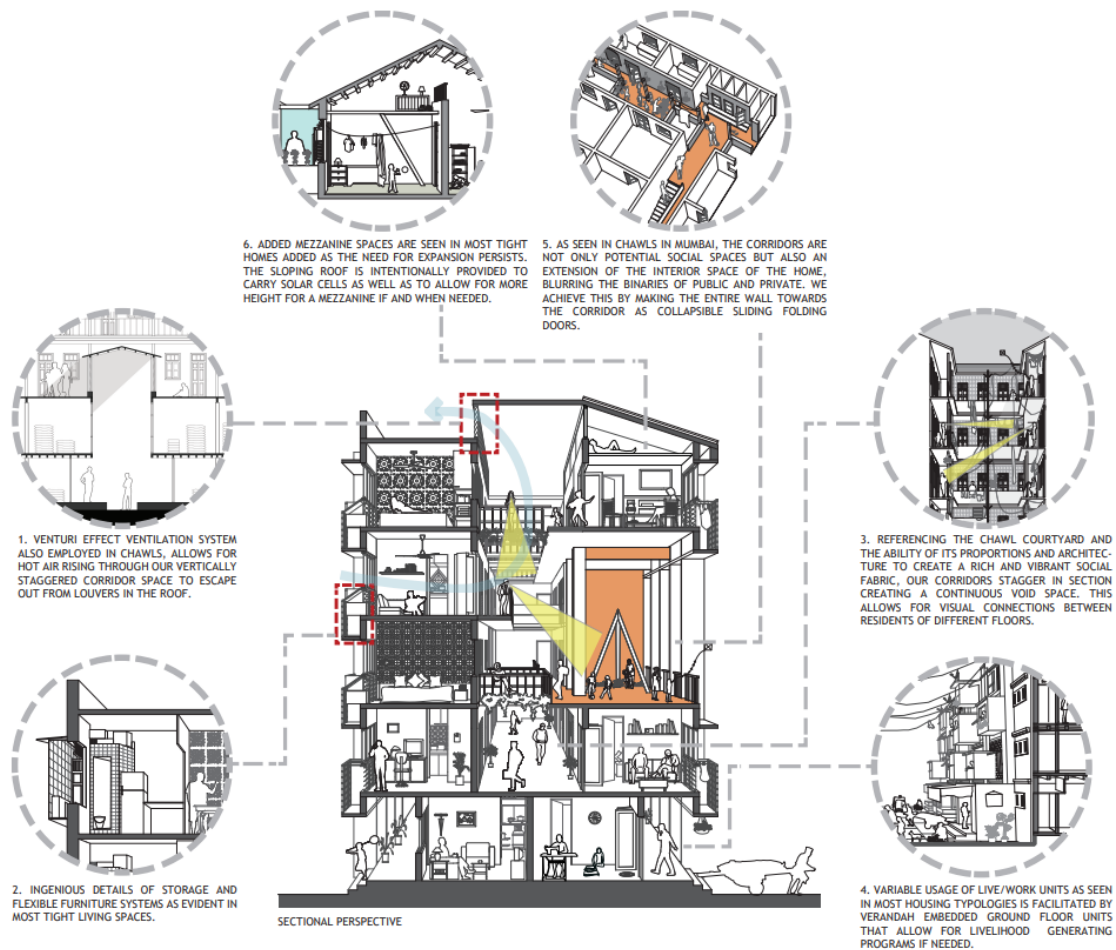 6. ADDED MEZZANINE SPACES ARE SEEN IN MOST TIGHT
HOMES ADDED AS THE NEED FOR EXPANSION PERSISTS.
THE SLOPING ROOF IS INTENTIONALLY PROVIDED TO
CARRY SOLAR CELLS AS WELL AS TO ALLOW FOR MORE
HEIGHT FOR A MEZZANINE IF AND WHEN NEEDED.
5. AS SEEN IN CHAWLS IN MUMBAI, THE CORRIDORS ARE
NOT ONLY POTENTIAL SOCIAL SPACES BUT ALSO AN
EXTENSION OF THE INTERIOR SPACE OF THE HOME,
BLURRING THE BINARIES OF PUBLIC AND PRIVATE. WE
ACHIEVE THIS BY MAKING THE ENTIRE WALL TOWARDS
THE CORRIDOR AS COLLAPSIBLE SLIDING FOLDING
DOORS.
1. VENTURI EFFECT VENTILATION SYSTEM
ALSO EMPLOYED IN CHAWLS, ALLOWS FOR
HOT AIR RISING THROUGH OUR VERTICALLY
STAGGERED CORRIDOR SPACE TO ESCAPE
OUT FROM LOUVERS IN THE ROOF.
3. REFERENCING THE CHAWL COURTYARD AND
THE ABILITY OF ITS PROPORTIONS AND ARCHITEC-
TURE TO CREATE A RICH AND VIBRANT SOCIAL
FABRIC, OUR CORRIDORS STAGGER IN SECTION
CREATING A CONTINUOUS VOID SPACE. THIS
ALLOWS FOR VISUAL CONNECTIONS BETWEEN
RESIDENTS OF DIFFERENT FLOORS.
2. INGENIOUS DETAILS OF STORAGE AND
FLEXIBLE FURNITURE SYSTEMS AS EVIDENT IN
MOST TIGHT LIVING SPACES.
SECTIONAL PERSPECTIVE
4. VARIABLE USAGE OF LIVE/WORK UNITS AS SEEN
IN MOST HOUSING TYPOLOGIES IS FACILITATED BY
VERANDAH EMBEDDED GROUND FLOOR UNITS
THAT ALLOW FOR LIVELIHOOD GENERATING
PROGRAMS IF NEEDED.